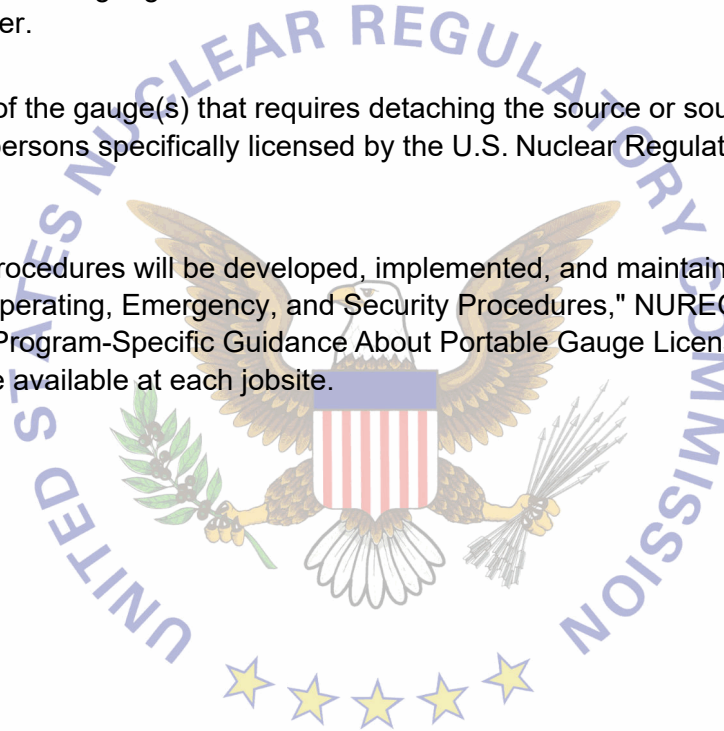 er.
of the gauge(s) that requires detaching the source or sou
persons specifically licensed by the U.S. Nuclear Regulat
rocedures will be developed, implemented, and maintain
perating, Emergency, and Security Procedures," NUREG
Program-Specific Guidance About Portable Gauge Licen
e available at each jobsite.
UNITED STATES NUCLEAR REGULATORY COMMISSION